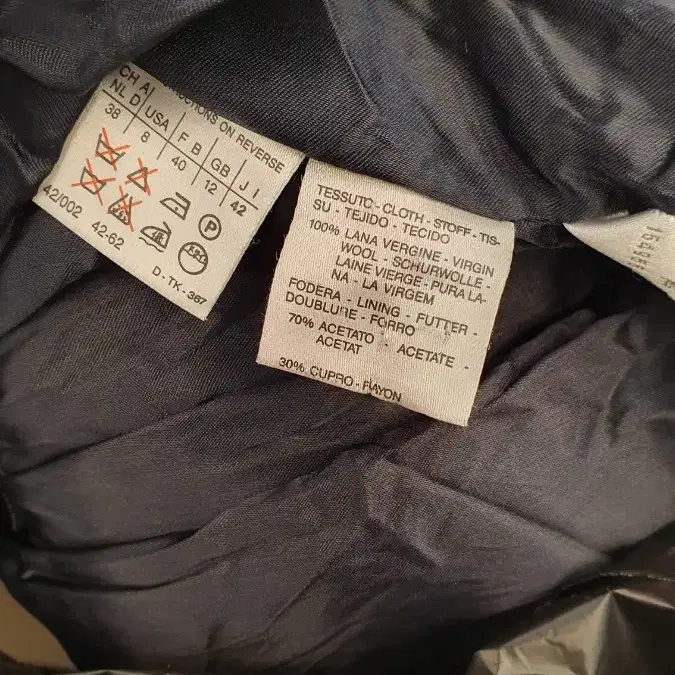 CH A
NL D USA F B GB J I
38 8 40 12 42
ON REVERSE
P
42/002 42-62
D.TK-367
TESSUTO - CLOTH - STOFF - TIS-
SU - TEJIDO - TECIDO
100% LANA VERGINE - VIRGIN
WOOL - SCHURWOLLE -
LAINE VIERGE - PURA LA-
NA - LA VIRGEM
FODERA - LINING - FUTTER -
DOUBLURE - FORRO
70% ACETATO - ACETATE -
ACETAT
30% CUPRO - RAYON